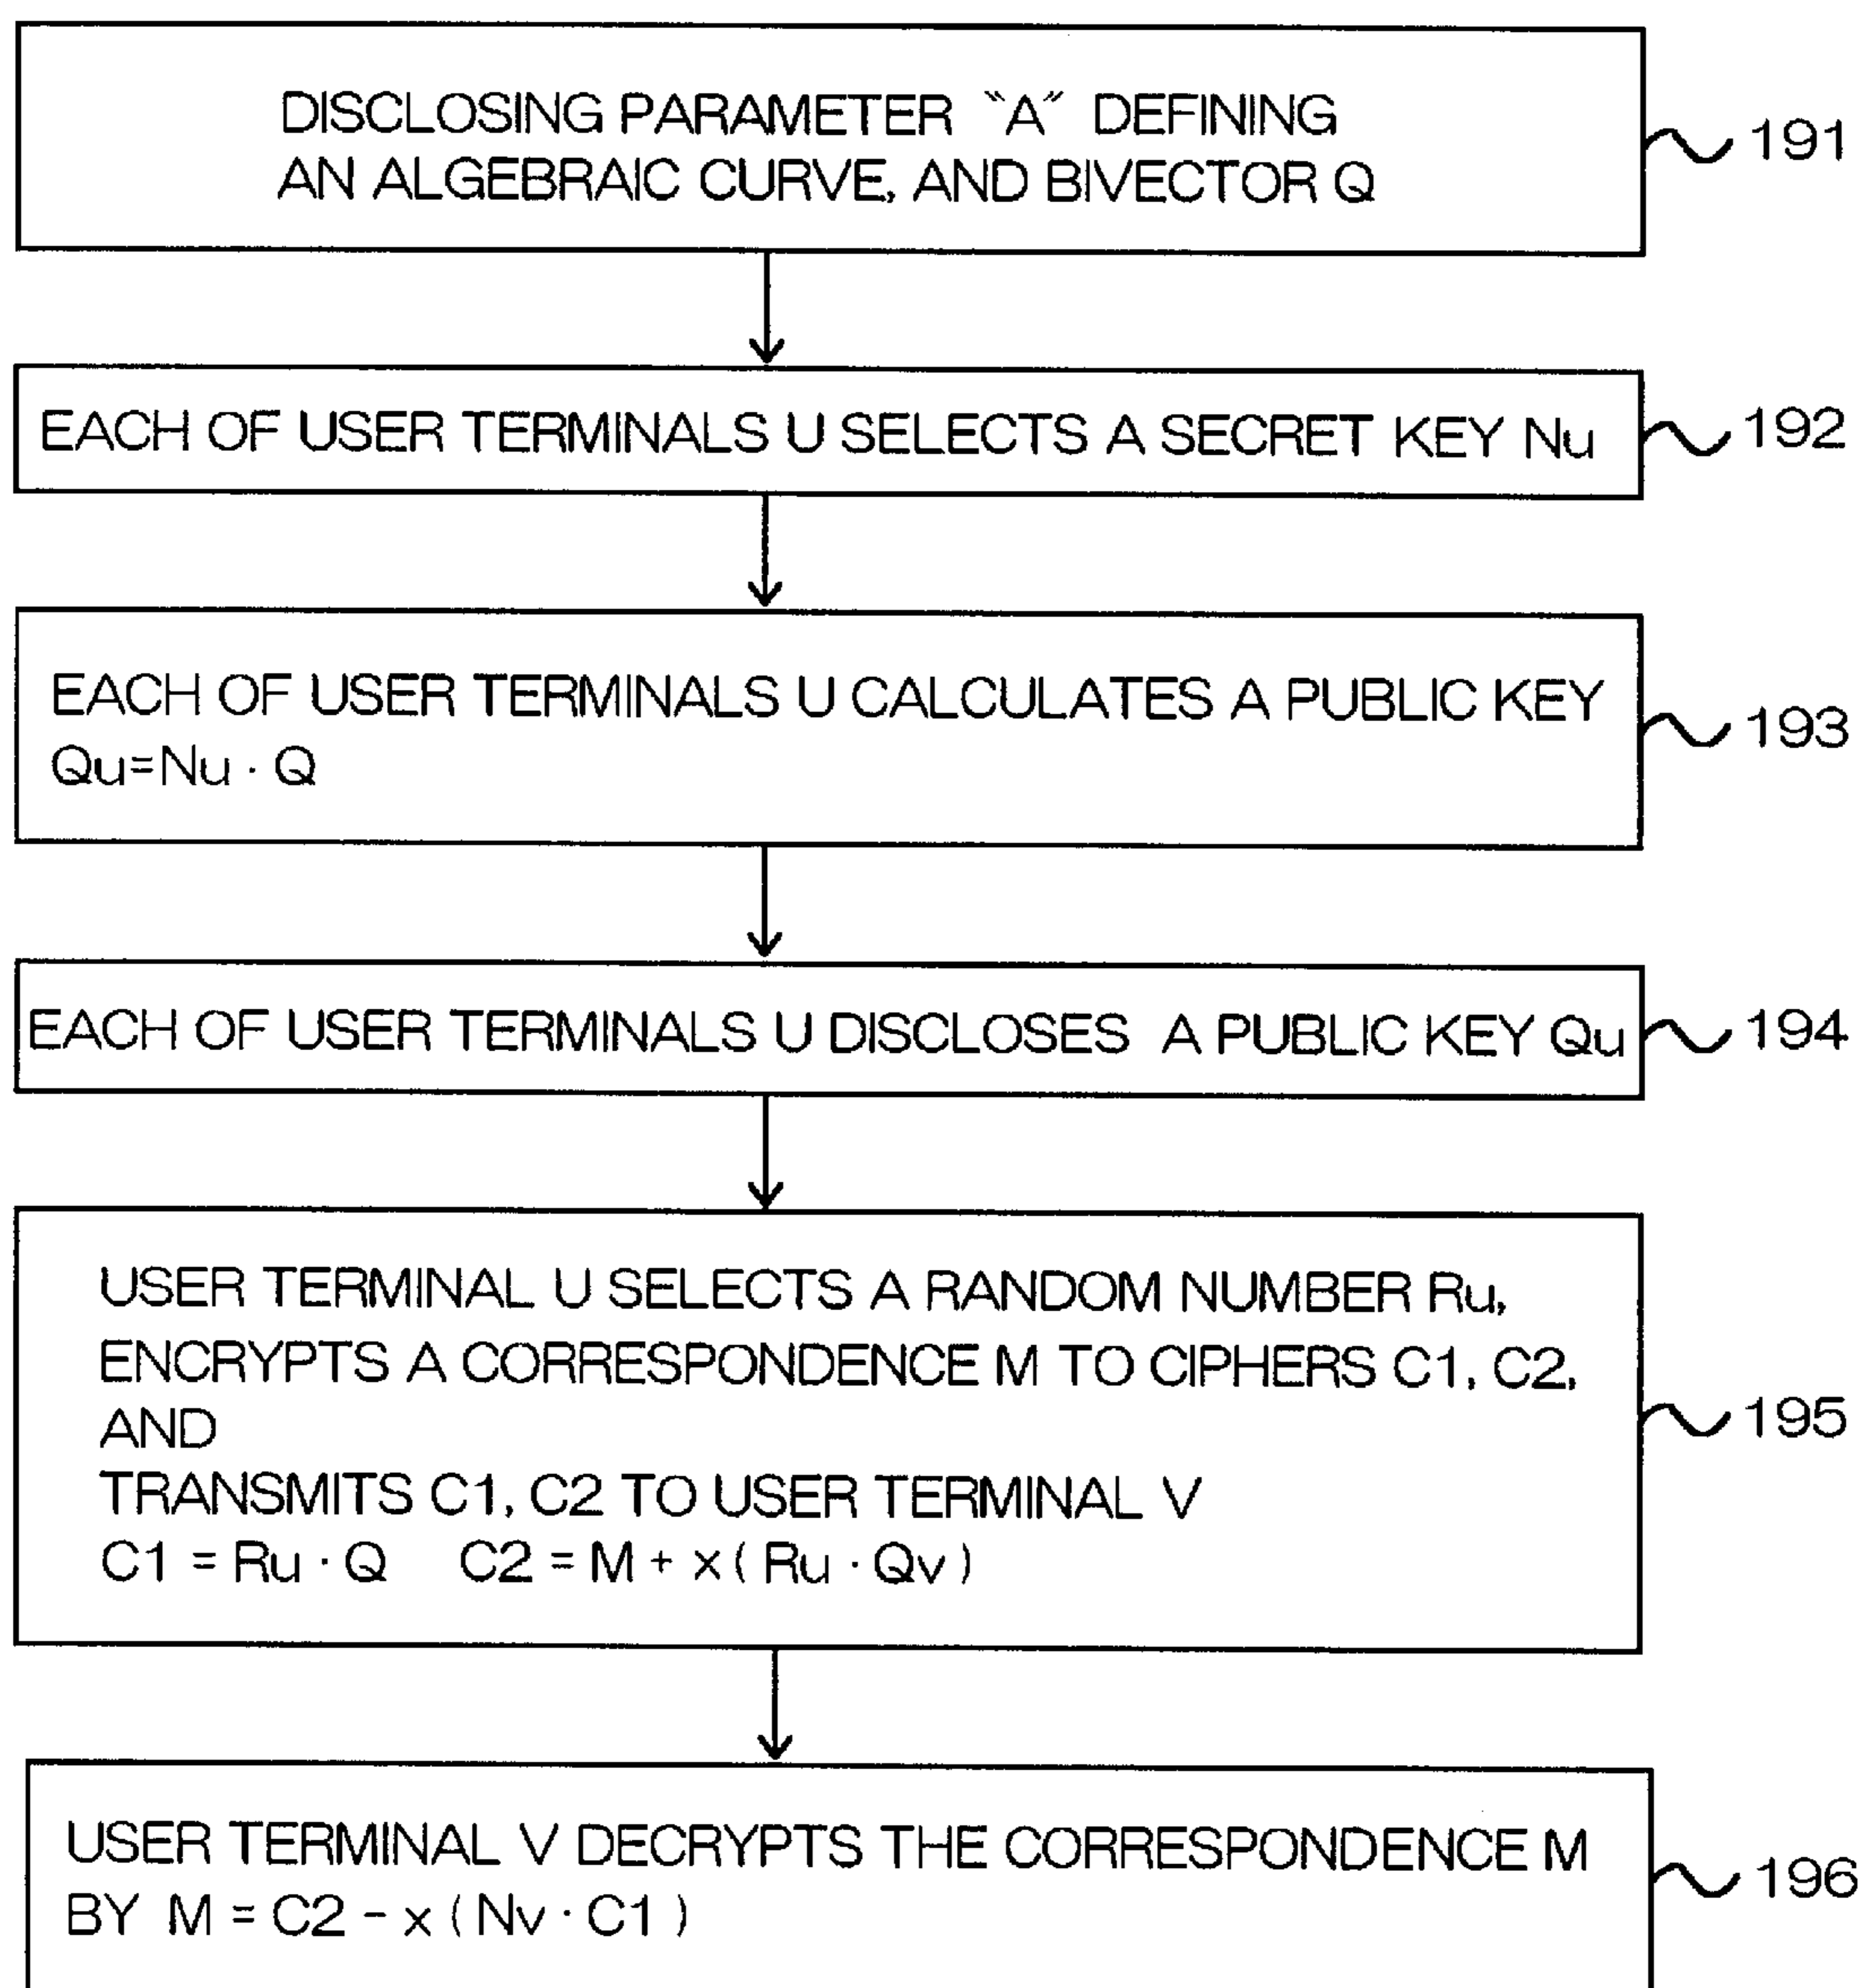 DISCLOSING PARAMETER "A" DEFINING
AN ALGEBRAIC CURVE, AND BIVECTOR Q
191
EACH OF USER TERMINALS U SELECTS A SECRET KEY Nu
192
EACH OF USER TERMINALS U CALCULATES A PUBLIC KEY
Qu=Nu · Q
193
EACH OF USER TERMINALS U DISCLOSES A PUBLIC KEY Qu
194
USER TERMINAL U SELECTS A RANDOM NUMBER Ru,
ENCRYPTS A CORRESPONDENCE M TO CIPHERS C1, C2,
AND
TRANSMITS C1, C2 TO USER TERMINAL V
C1 = Ru · Q C2 = M + x ( Ru · Qv )
195
USER TERMINAL V DECRYPTS THE CORRESPONDENCE M
BY M = C2 - x ( Nv · C1 )
196